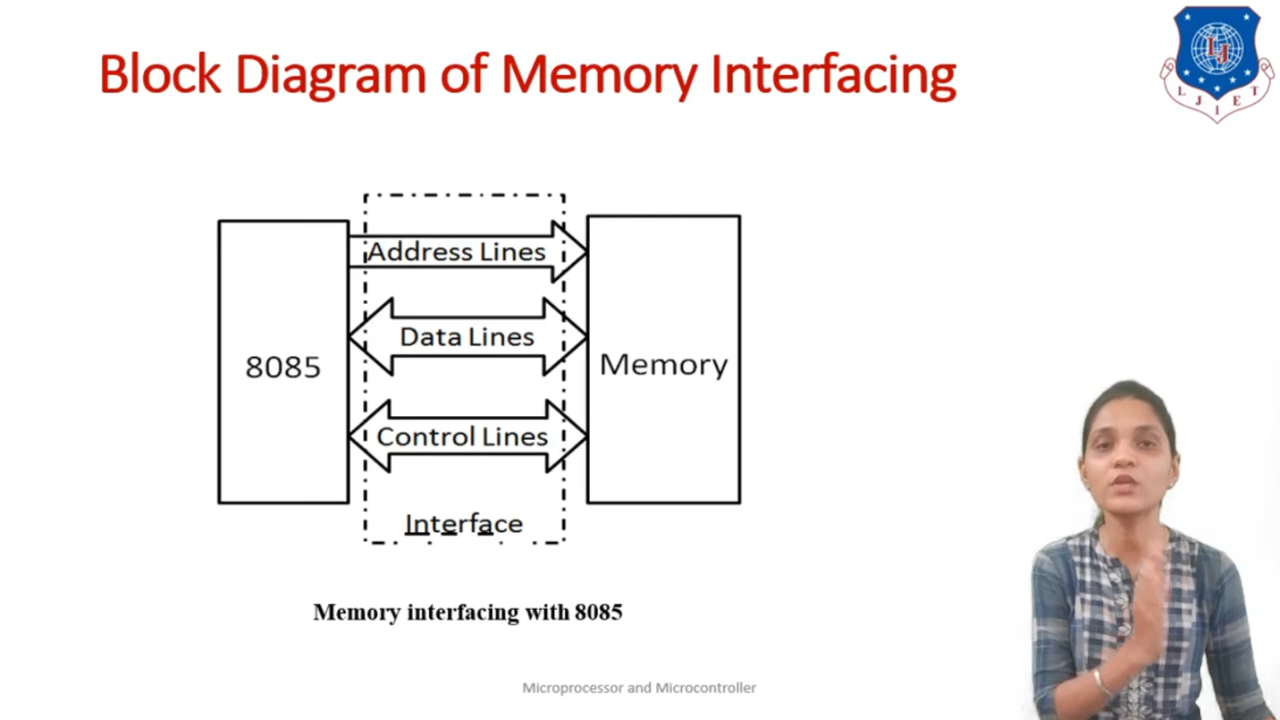 Block Diagram of Memory Interfacing
LJIET
Address Lines
Data Lines
8085
Memory
Control Lines
Interface
Memory interfacing with 8085
Microprocessor and Microcontroller